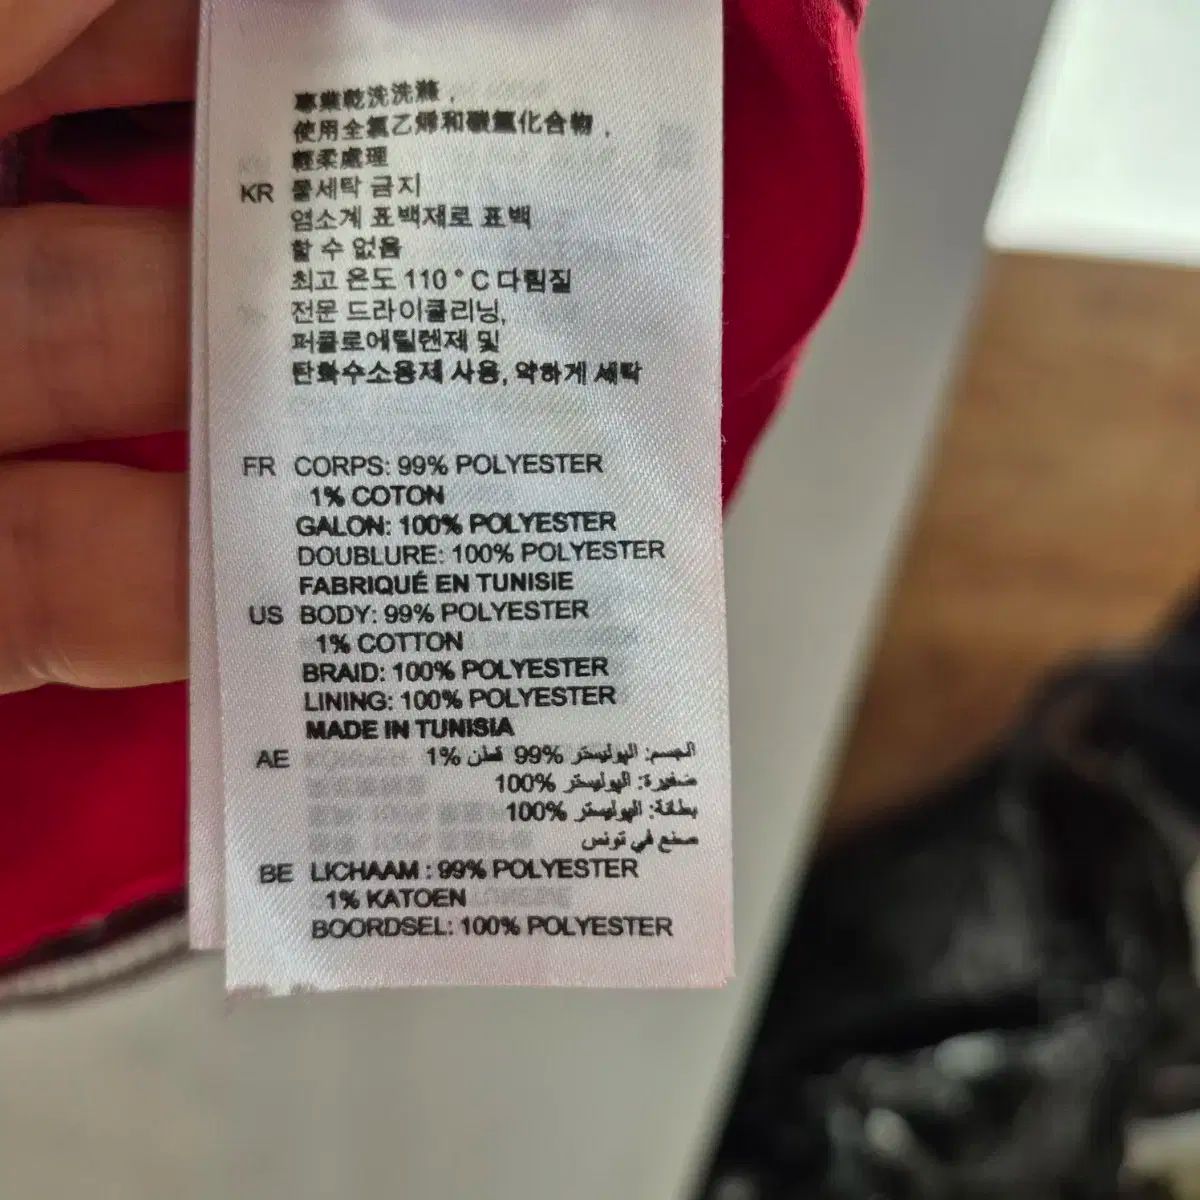 專業乾洗洗滌，
使用全氯乙烯和碳氫化合物，
輕柔處理
KR 물세탁 금지
염소계 표백제로 표백
할 수 없음
최고 온도 110 ° C 다림질
전문 드라이클리닝,
퍼클로에틸렌제 및
탄화수소용제 사용, 약하게 세탁
FR CORPS: 99% POLYESTER
1% COTON
GALON: 100% POLYESTER
DOUBLURE: 100% POLYESTER
FABRIQUÉ EN TUNISIE
US BODY: 99% POLYESTER
1% COTTON
BRAID: 100% POLYESTER
LINING: 100% POLYESTER
MADE IN TUNISIA
AE الجسم: البوليستر 99% قطن 1%
ضفيرة: البوليستر 100%
بطانة: البوليستر 100%
صنع في تونس
BE LICHAAM : 99% POLYESTER
1% KATOEN
BOORDSEL: 100% POLYESTER